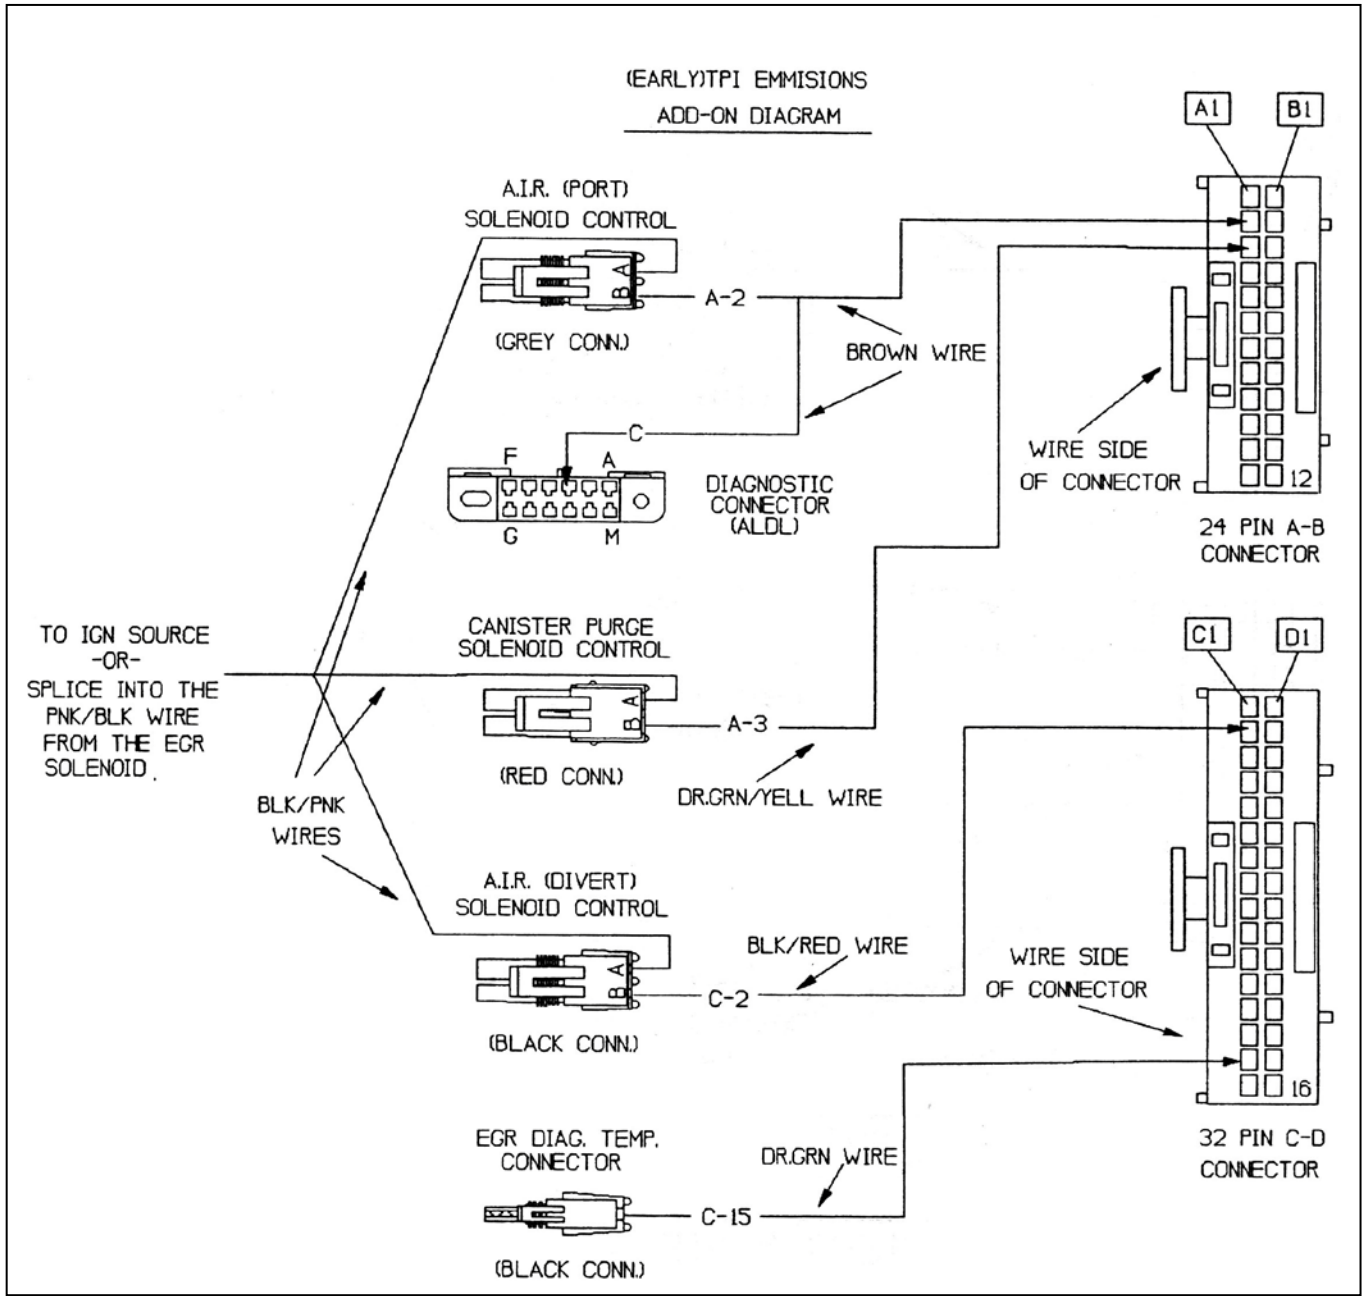 (EARLY)TPI EMMISIONS
ADD-ON DIAGRAM
A1
B1
A.I.R. (PORT)
SOLENOID CONTROL
A
B
A-2
(GREY CONN.)
BROWN WIRE
C
F
A
G
M
DIAGNOSTIC
CONNECTOR
(ALDL)
WIRE SIDE
OF CONNECTOR
12
24 PIN A-B
CONNECTOR
TO IGN SOURCE
-OR-
SPLICE INTO THE
PNK/BLK WIRE
FROM THE EGR
SOLENOID.
CANISTER PURGE
SOLENOID CONTROL
A
B
A-3
(RED CONN.)
DR.GRN/YELL WIRE
C1
D1
BLK/PNK
WIRES
A.I.R. (DIVERT)
SOLENOID CONTROL
A
B
C-2
(BLACK CONN.)
BLK/RED WIRE
WIRE SIDE
OF CONNECTOR
16
32 PIN C-D
CONNECTOR
EGR DIAG. TEMP.
CONNECTOR
DR.GRN WIRE
C-15
(BLACK CONN.)